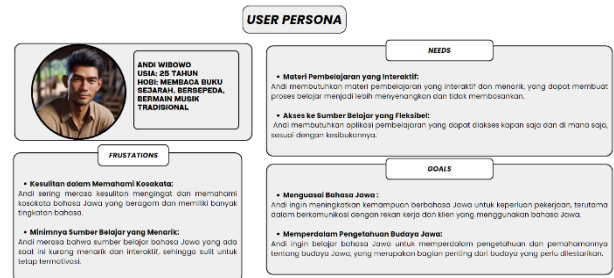 USER PERSONA
ANDI WIBOWO
USIA: 25 TAHUN
HOBI: MEMBACA BUKU
SEJARAH, BERSEPEDA,
BERMAIN MUSIK
TRADISIONAL
FRUSTATIONS
• Kesulitan dalam Memahami Kosakata:
Andi sering merasa kesulitan mengingat dan memahami
kosakata bahasa Jawa yang beragam dan memiliki banyak
tingkatan bahasa.
• Minimnya Sumber Belajar yang Menarik:
Andi merasa bahwa sumber belajar bahasa Jawa yang ada
saat ini kurang menarik dan interaktif, sehingga sulit untuk
tetap termotivasi.
NEEDS
• Materi Pembelajaran yang Interaktif:
Andi membutuhkan materi pembelajaran yang interaktif dan menarik, yang dapat membuat
proses belajar menjadi lebih menyenangkan dan tidak membosankan.
• Akses ke Sumber Belajar yang Fleksibel:
Andi membutuhkan aplikasi pembelajaran yang dapat diakses kapan saja dan di mana saja,
sesuai dengan kesibukannya.
GOALS
• Menguasai Bahasa Jawa :
Andi ingin meningkatkan kemampuan berbahasa Jawa untuk keperluan pekerjaan, terutama
dalam berkomunikasi dengan rekan kerja dan klien yang menggunakan bahasa Jawa.
• Memperdalam Pengetahuan Budaya Jawa:
Andi ingin belajar bahasa Jawa untuk memperdalam pengetahuan dan pemahamannya
tentang budaya Jawa, yang merupakan bagian penting dari budaya yang perlu dilestarikan.